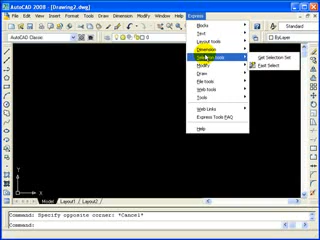 AutoCAD 2008 - [Drawing2.dwg]
File Edit View Insert Format Tools Draw Dimension Modify Window Help Express
Standard
AutoCAD Classic
ByLayer
Blocks
Text
Layout tools
Dimension
Selection tools
Get Selection Set
Fast Select
Modify
Draw
File tools
Web tools
Tools
Web Links
Express Tools FAQ
Help
Y
X
Model Layout1 Layout2
Command: Specify opposite corner: *Cancel*
Command: